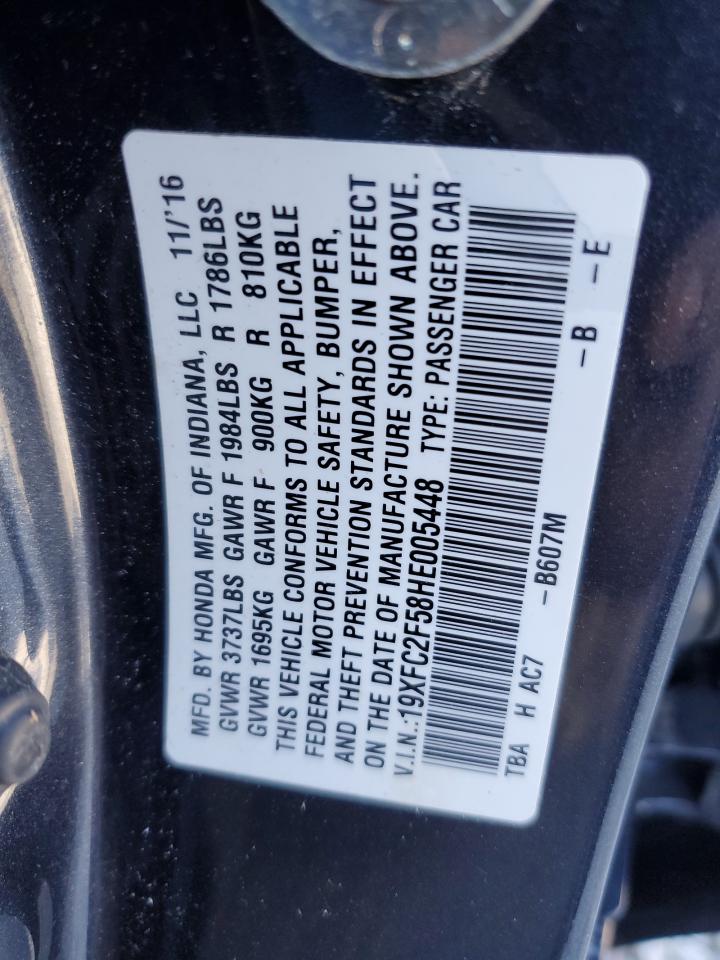 MFD. BY HONDA MFG. OF INDIANA, LLC 11/'16
GVWR 3737LBS GAWR F 1984LBS R 1786LBS
GVWR 1695KG GAWR F 900KG R 810KG
THIS VEHICLE CONFORMS TO ALL APPLICABLE
FEDERAL MOTOR VEHICLE SAFETY, BUMPER,
AND THEFT PREVENTION STANDARDS IN EFFECT
ON THE DATE OF MANUFACTURE SHOWN ABOVE.
V.I.N.:19XFC2F58HE005448 TYPE: PASSENGER CAR
TBA H AC7 -B607M -B -E